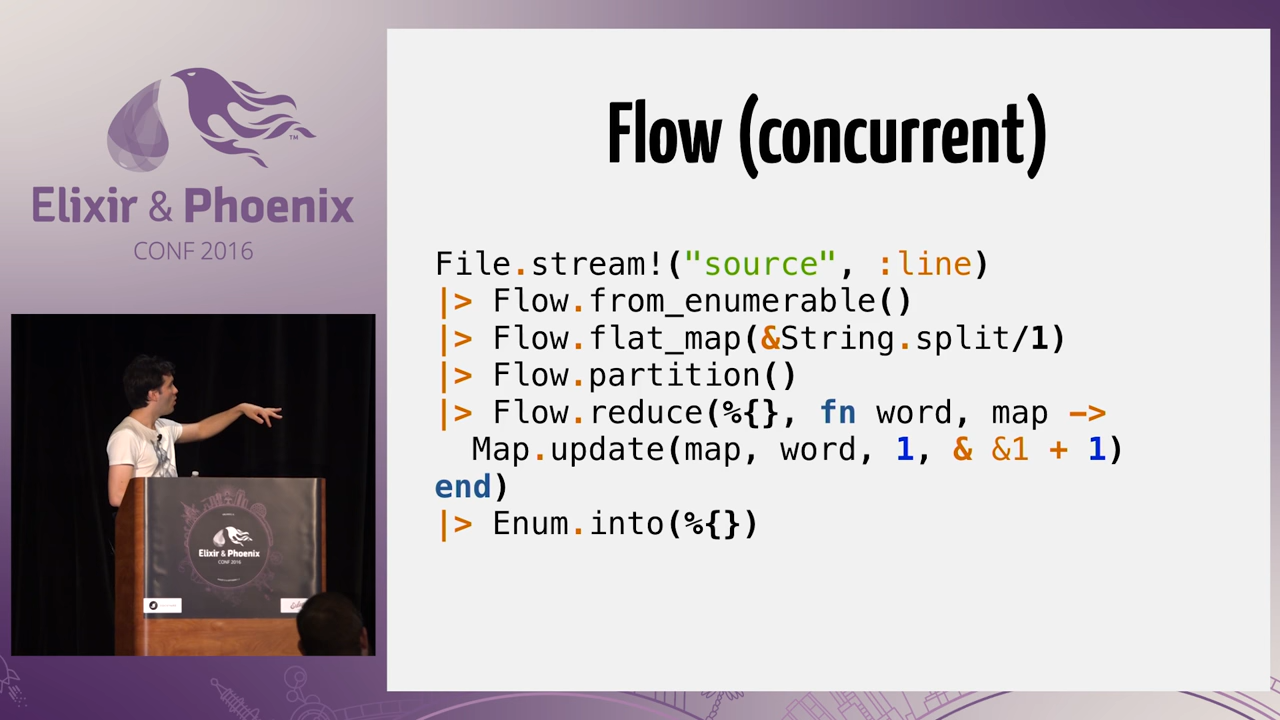 TM
Elixir & Phoenix
CONF 2016
Flow (concurrent)
File.stream!("source", :line)
|> Flow.from_enumerable()
|> Flow.flat_map(&String.split/1)
|> Flow.partition()
|> Flow.reduce(%{}, fn word, map ->
Map.update(map, word, 1, & &1 + 1)
end)
|> Enum.into(%{})
Elixir & Phoenix
CONF 2016